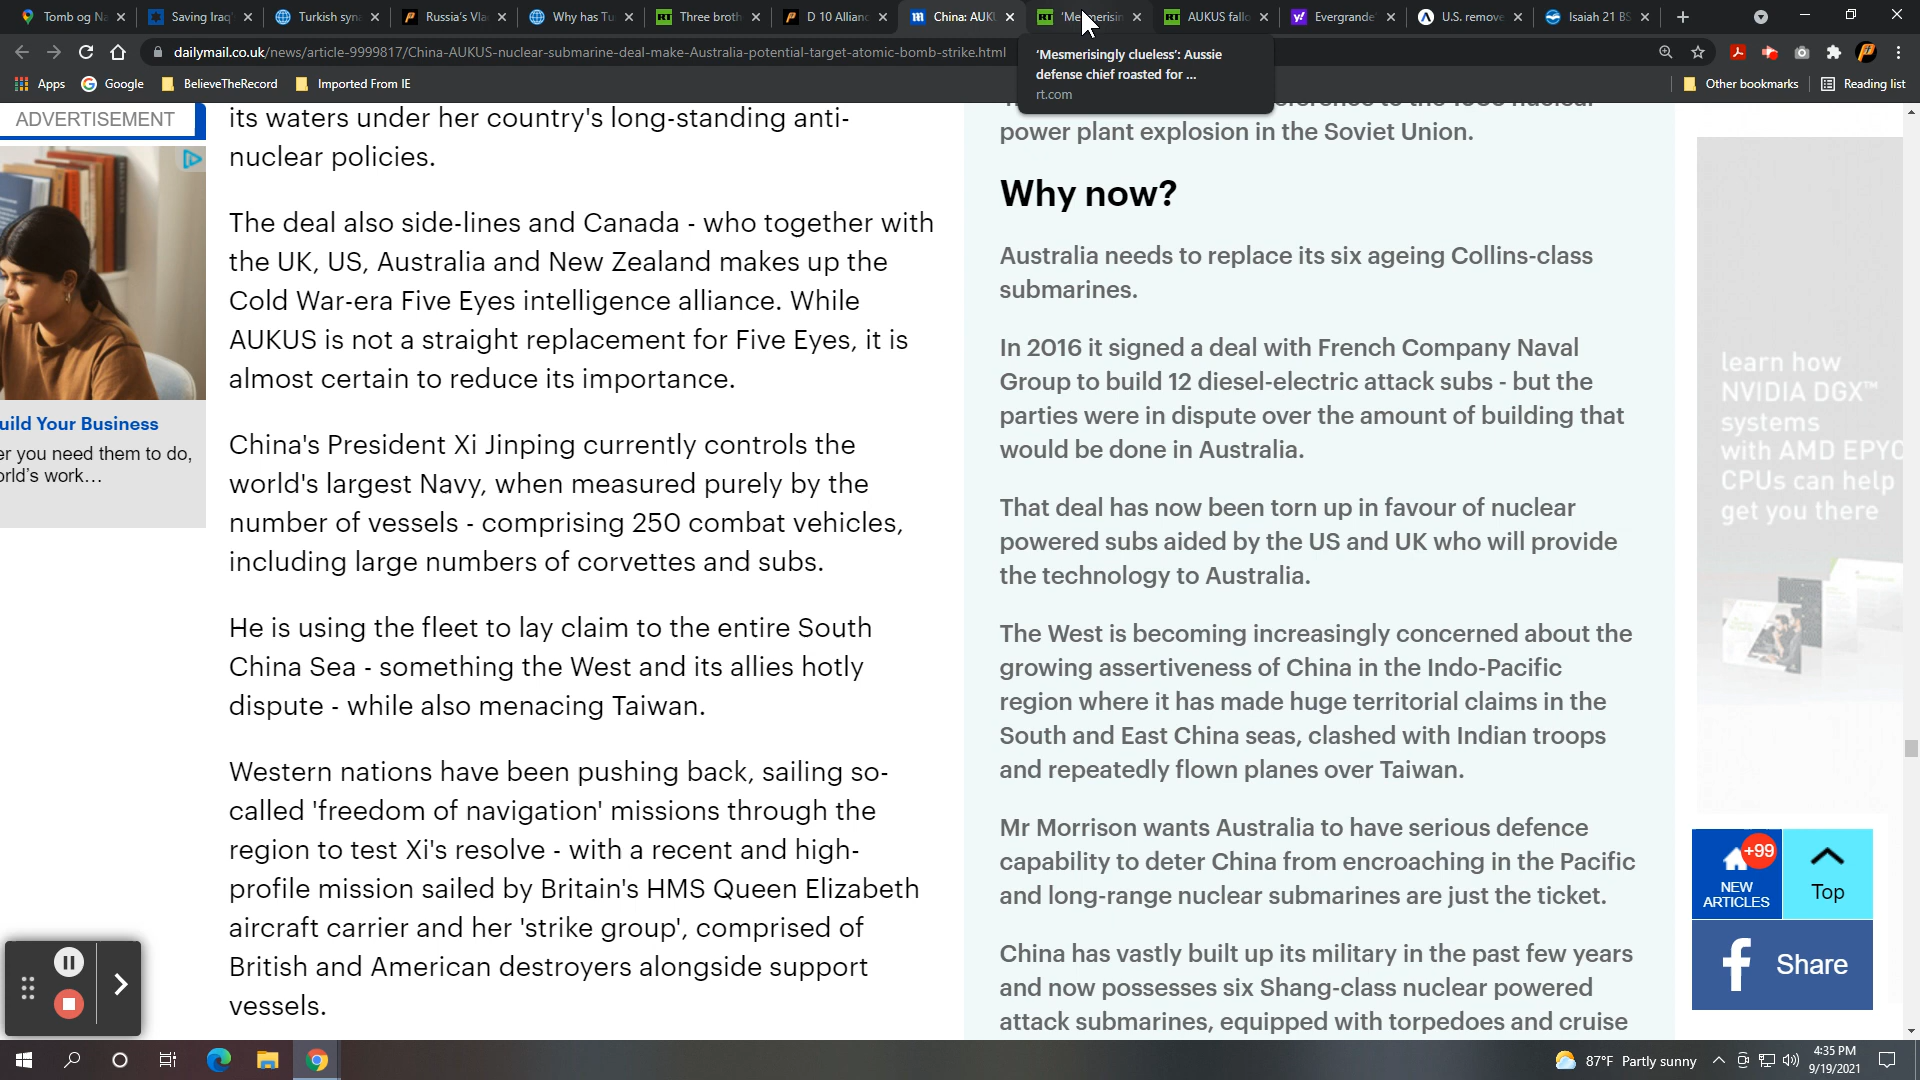 Tomb og Na
Saving Iraq'
Turkish syn
Russia's Vla
Why has Tu
Three broth
D 10 Allianc
China: AUK
'Mesmerisin
AUKUS fallo
Evergrande'
U.S. remove
Isaiah 21 BS
dailymail.co.uk/news/article-9999817/China-AUKUS-nuclear-submarine-deal-make-Australia-potential-target-atomic-bomb-strike.html
'Mesmerisingly clueless': Aussie
defense chief roasted for ...
rt.com
Apps
Google
BelieveTheRecord
Imported From IE
Other bookmarks
Reading list
ADVERTISEMENT
uild Your Business
er you need them to do,
orld's work...
its waters under her country's long-standing anti-
nuclear policies.
The deal also side-lines and Canada - who together with
the UK, US, Australia and New Zealand makes up the
Cold War-era Five Eyes intelligence alliance. While
AUKUS is not a straight replacement for Five Eyes, it is
almost certain to reduce its importance.
China's President Xi Jinping currently controls the
world's largest Navy, when measured purely by the
number of vessels - comprising 250 combat vehicles,
including large numbers of corvettes and subs.
He is using the fleet to lay claim to the entire South
China Sea - something the West and its allies hotly
dispute - while also menacing Taiwan.
Western nations have been pushing back, sailing so-
called 'freedom of navigation' missions through the
region to test Xi's resolve - with a recent and high-
profile mission sailed by Britain's HMS Queen Elizabeth
aircraft carrier and her 'strike group', comprised of
British and American destroyers alongside support
vessels.
power plant explosion in the Soviet Union.
Why now?
Australia needs to replace its six ageing Collins-class
submarines.
In 2016 it signed a deal with French Company Naval
Group to build 12 diesel-electric attack subs - but the
parties were in dispute over the amount of building that
would be done in Australia.
That deal has now been torn up in favour of nuclear
powered subs aided by the US and UK who will provide
the technology to Australia.
The West is becoming increasingly concerned about the
growing assertiveness of China in the Indo-Pacific
region where it has made huge territorial claims in the
South and East China seas, clashed with Indian troops
and repeatedly flown planes over Taiwan.
Mr Morrison wants Australia to have serious defence
capability to deter China from encroaching in the Pacific
and long-range nuclear submarines are just the ticket.
China has vastly built up its military in the past few years
and now possesses six Shang-class nuclear powered
attack submarines, equipped with torpedoes and cruise
learn how
NVIDIA DGX™
systems
with AMD EPYC
CPUs can help
get you there
+99
NEW
ARTICLES
Top
Share
87°F Partly sunny
4:35 PM
9/19/2021